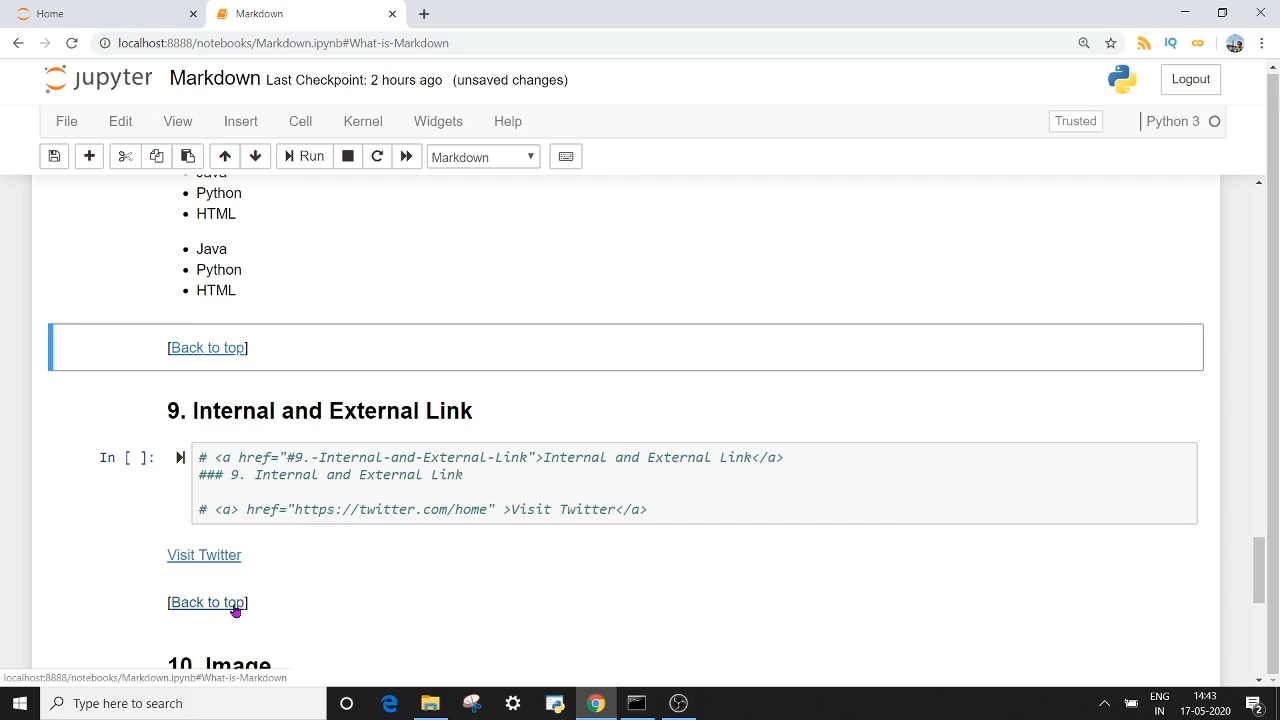 Home
Markdown
localhost:8888/notebooks/Markdown.ipynb#What-is-Markdown
IQ
jupyter Markdown Last Checkpoint: 2 hours ago (unsaved changes)
Logout
File Edit View Insert Cell Kernel Widgets Help
Trusted
Python 3
Run
Markdown
Java
Python
HTML
Java
Python
HTML
[Back to top]
9. Internal and External Link
In [ ]:
# <a href="#9.-Internal-and-External-Link">Internal and External Link</a>
### 9. Internal and External Link
# <a> href="https://twitter.com/home" >Visit Twitter</a>
Visit Twitter
[Back to top]
10. Image
localhost:8888/notebooks/Markdown.ipynb#What-is-Markdown
Type here to search
ENG
IN
14:43
17-05-2020
2